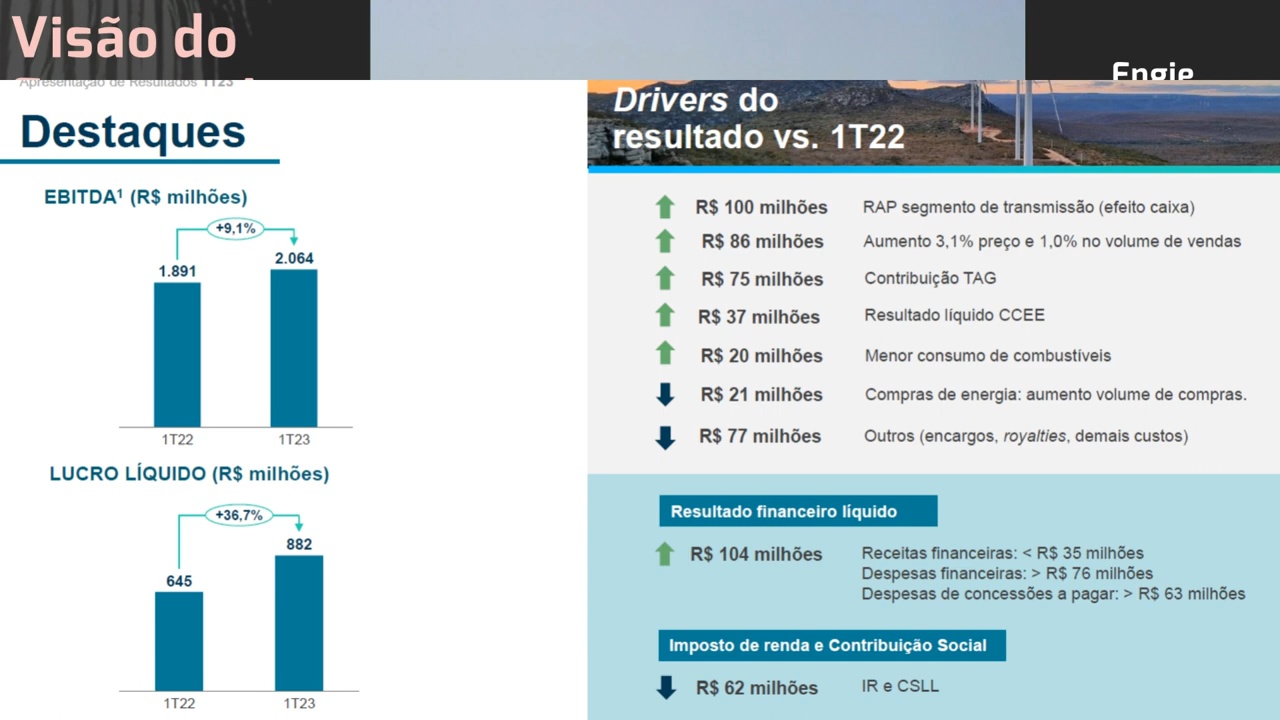 Visão do
Engie
Apresentação de Resultados 1T23
Destaques
EBITDA¹ (R$ milhões)
+9,1%
1.891
2.064
1T22
1T23
LUCRO LÍQUIDO (R$ milhões)
+36,7%
645
882
1T22
1T23
Drivers do
resultado vs. 1T22
R$ 100 milhões RAP segmento de transmissão (efeito caixa)
R$ 86 milhões Aumento 3,1% preço e 1,0% no volume de vendas
R$ 75 milhões Contribuição TAG
R$ 37 milhões Resultado líquido CCEE
R$ 20 milhões Menor consumo de combustíveis
R$ 21 milhões Compras de energia: aumento volume de compras.
R$ 77 milhões Outros (encargos, royalties, demais custos)
Resultado financeiro líquido
R$ 104 milhões Receitas financeiras: < R$ 35 milhões
Despesas financeiras: > R$ 76 milhões
Despesas de concessões a pagar: > R$ 63 milhões
Imposto de renda e Contribuição Social
R$ 62 milhões IR e CSLL